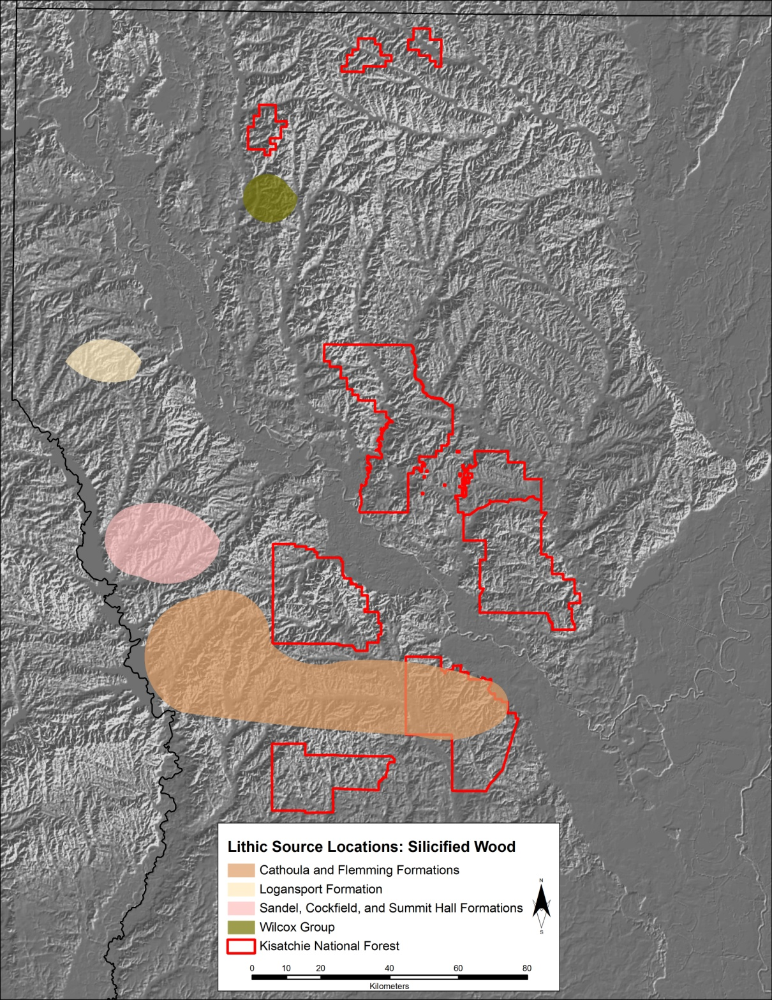 Lithic Source Locations: Silicified Wood
Cathoula and Flemming Formations
Logansport Formation
Sandel, Cockfield, and Summit Hall Formations
Wilcox Group
Kisatchie National Forest
N
S
0 10 20 40 60 80
Kilometers